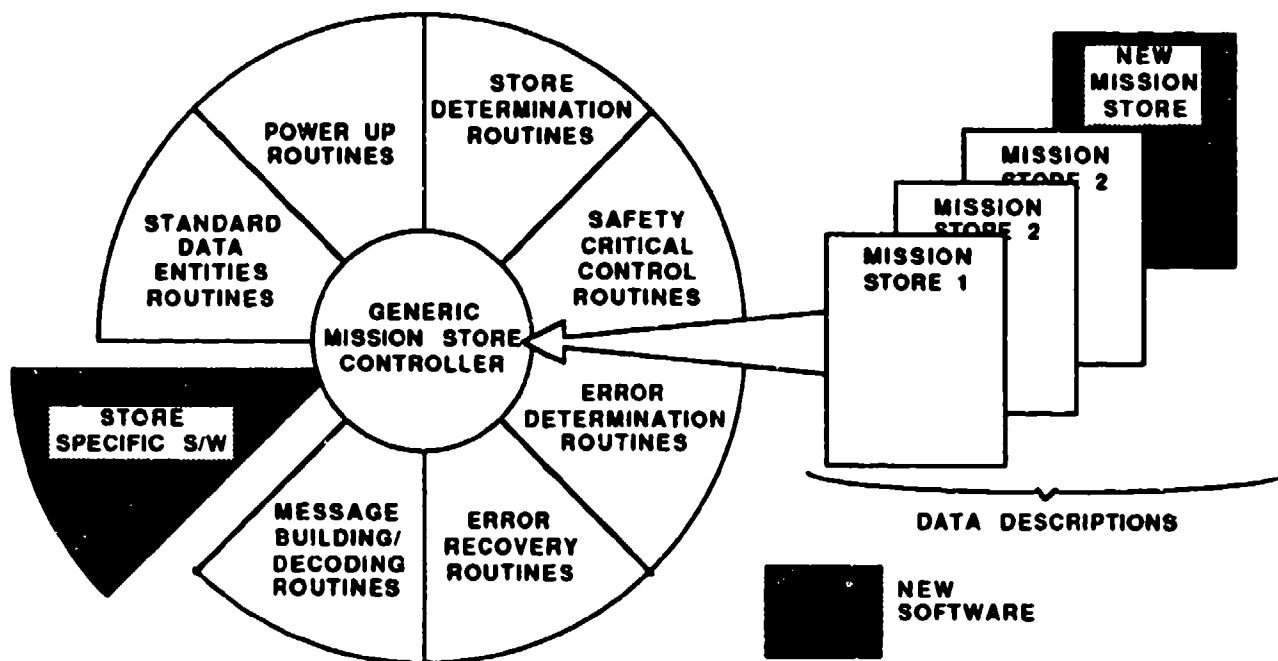 POWER UP
ROUTINES
STORE
DETERMINATION
ROUTINES
STANDARD
DATA
ENTITIES
ROUTINES
SAFETY
CRITICAL
CONTROL
ROUTINES
GENERIC
MISSION STORE
CONTROLLER
STORE
SPECIFIC S/W
ERROR
DETERMINATION
ROUTINES
MESSAGE
BUILDING/
DECODING
ROUTINES
ERROR
RECOVERY
ROUTINES
NEW
MISSION
STORE
MISSION
STORE 2
MISSION
STORE 2
MISSION
STORE 1
DATA DESCRIPTIONS
NEW
SOFTWARE